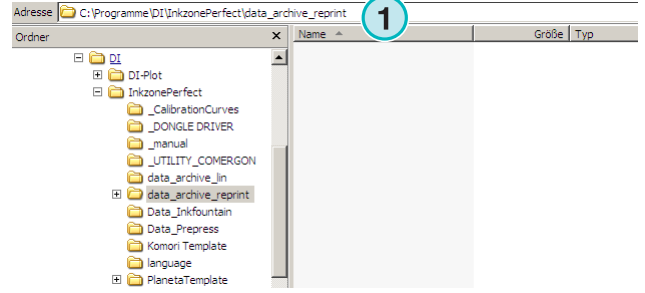 Adresse C:\Programme\DI\InkzonePerfect\data_archive_reprint
1
Ordner
Name Größe Typ
DI
DI-Plot
InkzonePerfect
_CalibrationCurves
_DONGLE DRIVER
_manual
_UTILITY_COMERGON
data_archive_lin
data_archive_reprint
Data_Inkfountain
Data_Prepress
Komori Template
language
PlanetaTemplate